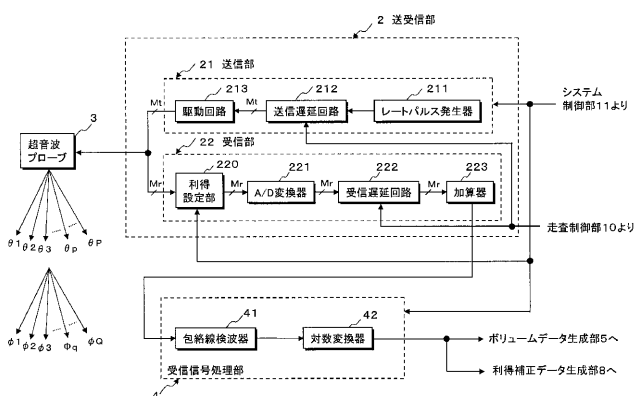 2 送受信部
21 送信部
213
212
211
Mt
駆動回路
Mt
送信遅延回路
レートパルス発生器
システム
制御部11より
3
超音波
プローブ
22 受信部
220
221
222
223
Mr
利得
設定部
Mr
A/D変換器
Mr
受信遅延回路
Mr
加算器
走査制御部10より
θ1 θ2 θ3 θp θP
φ1 φ2 φ3 φq φQ
41
42
包絡線検波器
対数変換器
ボリュームデータ生成部5へ
利得補正データ生成部8へ
受信信号処理部
4